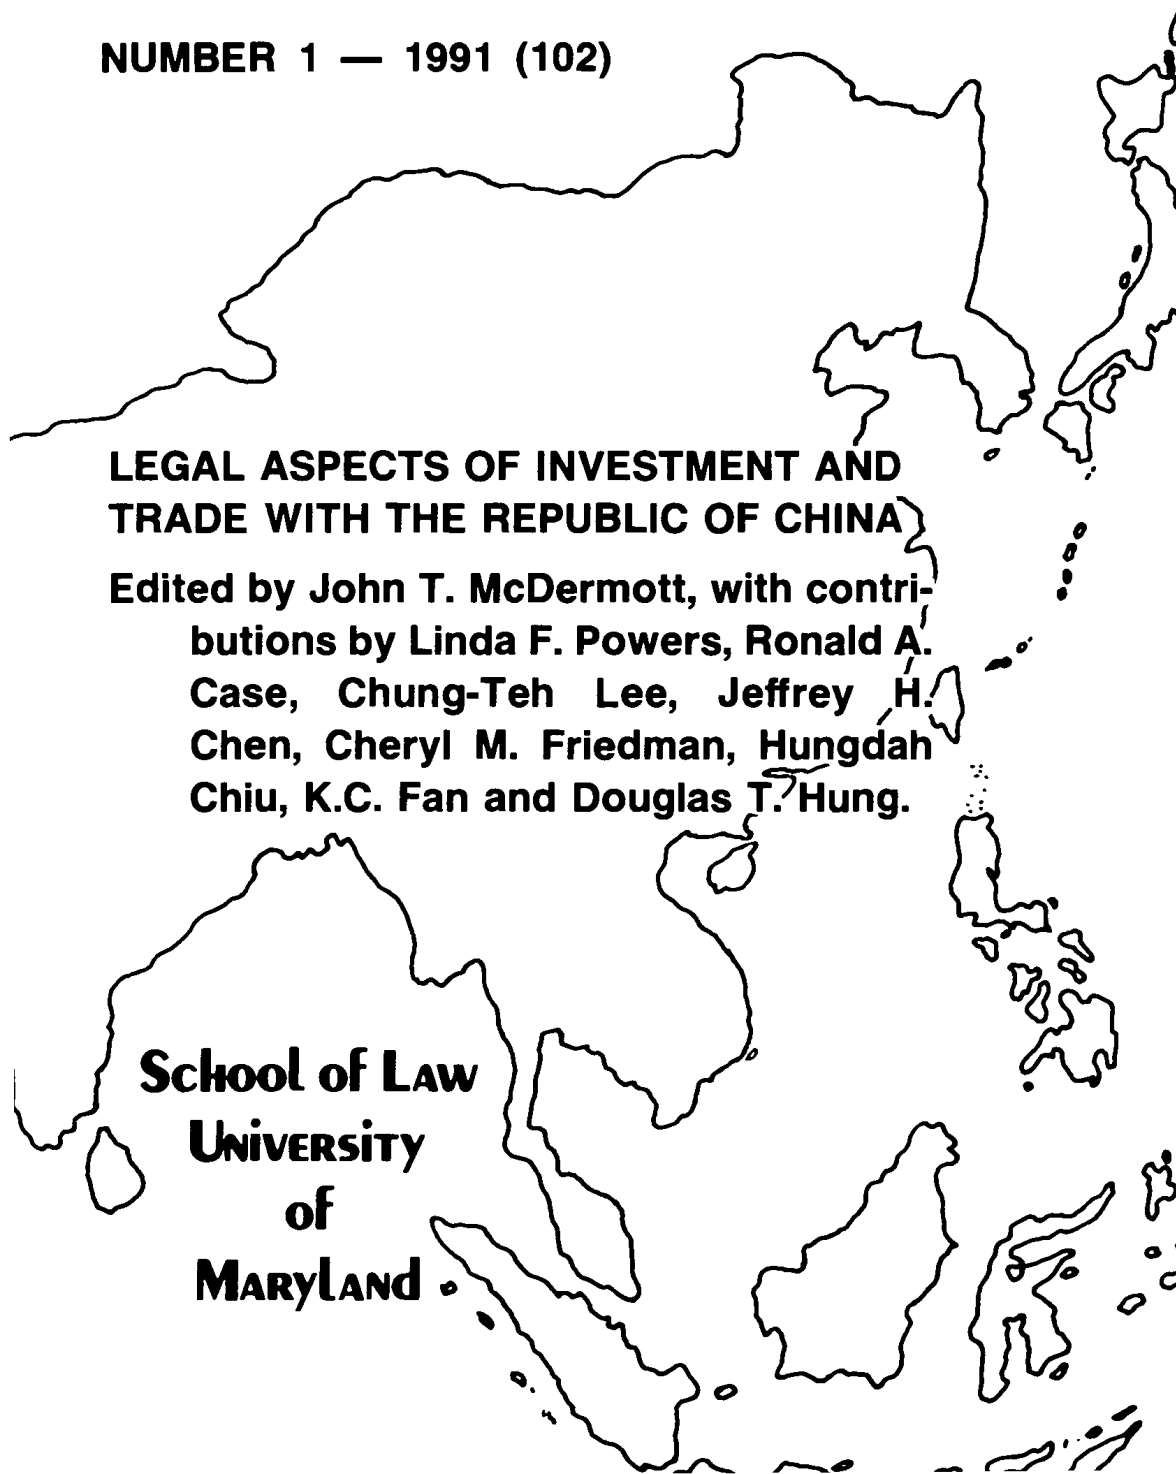 NUMBER 1 — 1991 (102)
LEGAL ASPECTS OF INVESTMENT AND
TRADE WITH THE REPUBLIC OF CHINA
Edited by John T. McDermott, with contri-
butions by Linda F. Powers, Ronald A.
Case, Chung-Teh Lee, Jeffrey H.
Chen, Cheryl M. Friedman, Hungdah
Chiu, K.C. Fan and Douglas T. Hung.
School of Law
University
of
Maryland